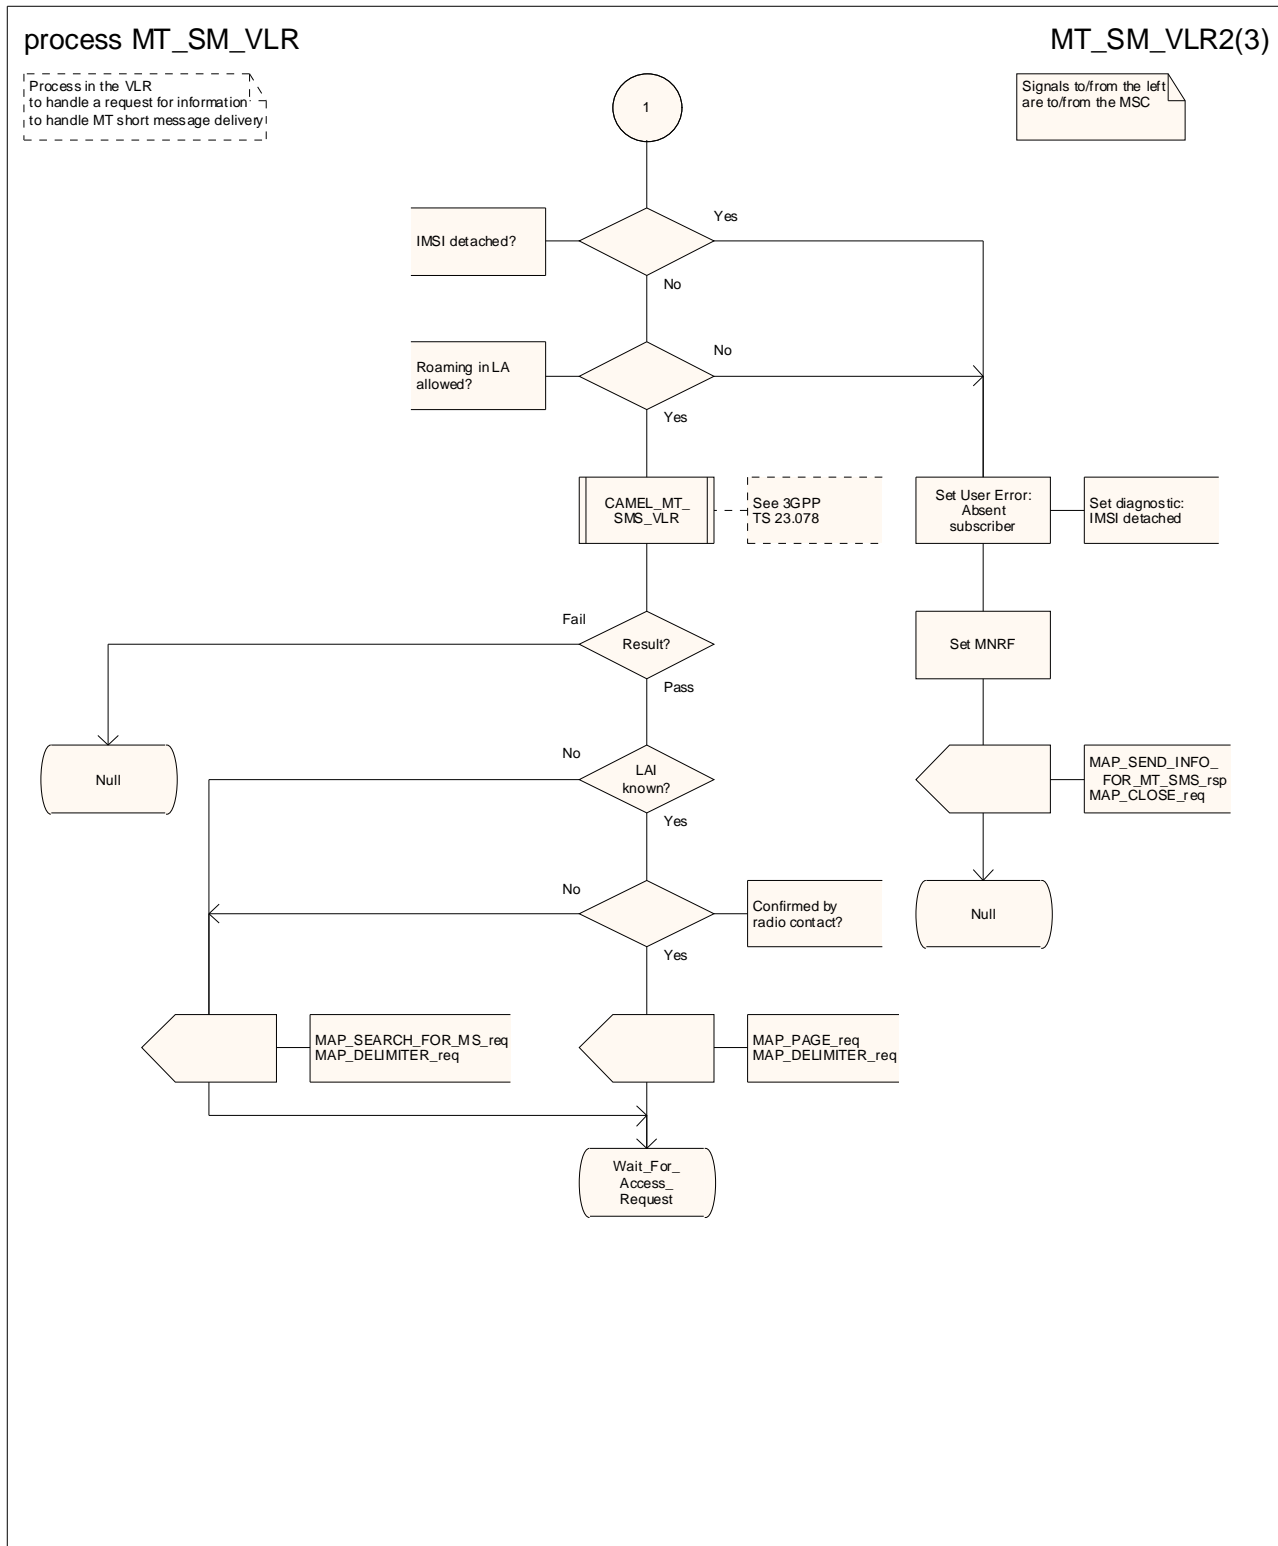 process MT_SM_VLR
MT_SM_VLR2(3)
Process in the VLR
to handle a request for information
to handle MT short message delivery
Signals to/from the left
are to/from the MSC
1
IMSI detached?
Yes
No
Roaming in LA
allowed?
No
Yes
CAMEL_MT_
SMS_VLR
See 3GPP
TS 23.078
Set User Error:
Absent
subscriber
Set diagnostic:
IMSI detached
Fail
Result?
Pass
Set MNRF
Null
No
LAI
known?
Yes
MAP_SEND_INFO_
FOR_MT_SMS_rsp
MAP_CLOSE_req
No
Confirmed by
radio contact?
Yes
Null
MAP_SEARCH_FOR_MS_req
MAP_DELIMITER_req
MAP_PAGE_req
MAP_DELIMITER_req
Wait_For_
Access_
Request